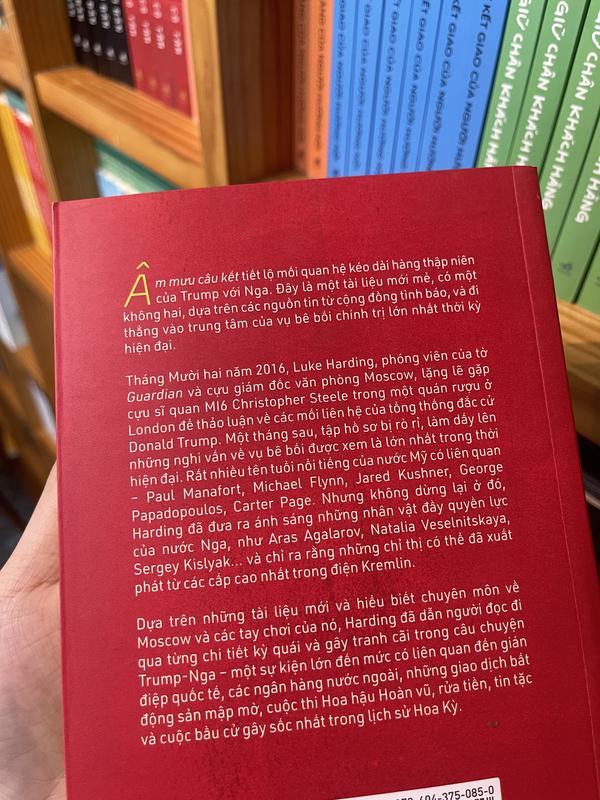 KẾT GIAO CỦA NGƯỜI
GIỮ CHÂN KHÁCH HÀNG
GIỮ CHÂN KHÁCH HÀNG
Âm mưu câu kết tiết lộ mối quan hệ kéo dài hàng thập niên
của Trump với Nga. Đây là một tài liệu mới mẻ, có một
không hai, dựa trên các nguồn tin từ cộng đồng tình báo, và đi
thẳng vào trung tâm của vụ bê bối chính trị lớn nhất thời kỳ
hiện đại.
Tháng Mười hai năm 2016, Luke Harding, phóng viên của tờ
Guardian và cựu giám đốc văn phòng Moscow, lặng lẽ gặp
cựu sĩ quan MI6 Christopher Steele trong một quán rượu ở
London để thảo luận về các mối liên hệ của tổng thống đắc cử
Donald Trump. Một tháng sau, tập hồ sơ bị rò rỉ, làm dấy lên
những nghi vấn về vụ bê bối được xem là lớn nhất trong thời
hiện đại. Rất nhiều tên tuổi nổi tiếng của nước Mỹ có liên quan
– Paul Manafort, Michael Flynn, Jared Kushner, George
Papadopoulos, Carter Page. Nhưng không dừng lại ở đó,
Harding đã đưa ra ánh sáng những nhân vật đầy quyền lực
của nước Nga, như Aras Agalarov, Natalia Veselnitskaya,
Sergey Kislyak... và chỉ ra rằng những chỉ thị có thể đã xuất
phát từ các cấp cao nhất trong điện Kremlin.
Dựa trên những tài liệu mới và hiểu biết chuyên môn về
Moscow và các tay chơi của nó, Harding đã dẫn người đọc đi
qua từng chi tiết kỳ quái và gây tranh cãi trong câu chuyện
Trump-Nga – một sự kiện lớn đến mức có liên quan đến gián
điệp quốc tế, các ngân hàng nước ngoài, những giao dịch bất
động sản mập mờ, cuộc thi Hoa hậu Hoàn vũ, rửa tiền, tin tặc
và cuộc bầu cử gây sốc nhất trong lịch sử Hoa Kỳ.
604-375-085-0